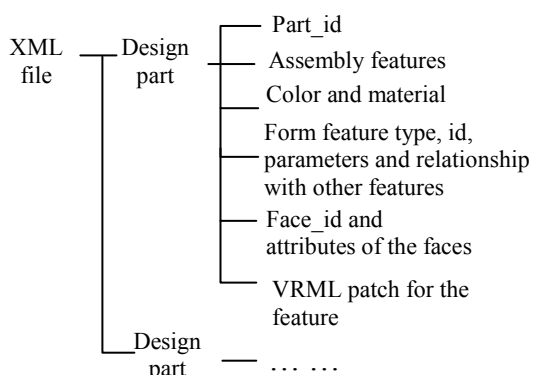 XML
file
Design
part
Part_id
Assembly features
Color and material
Form feature type, id,
parameters and relationship
with other features
Face_id and
attributes of the faces
VRML patch for the
feature
Design
part
... ...